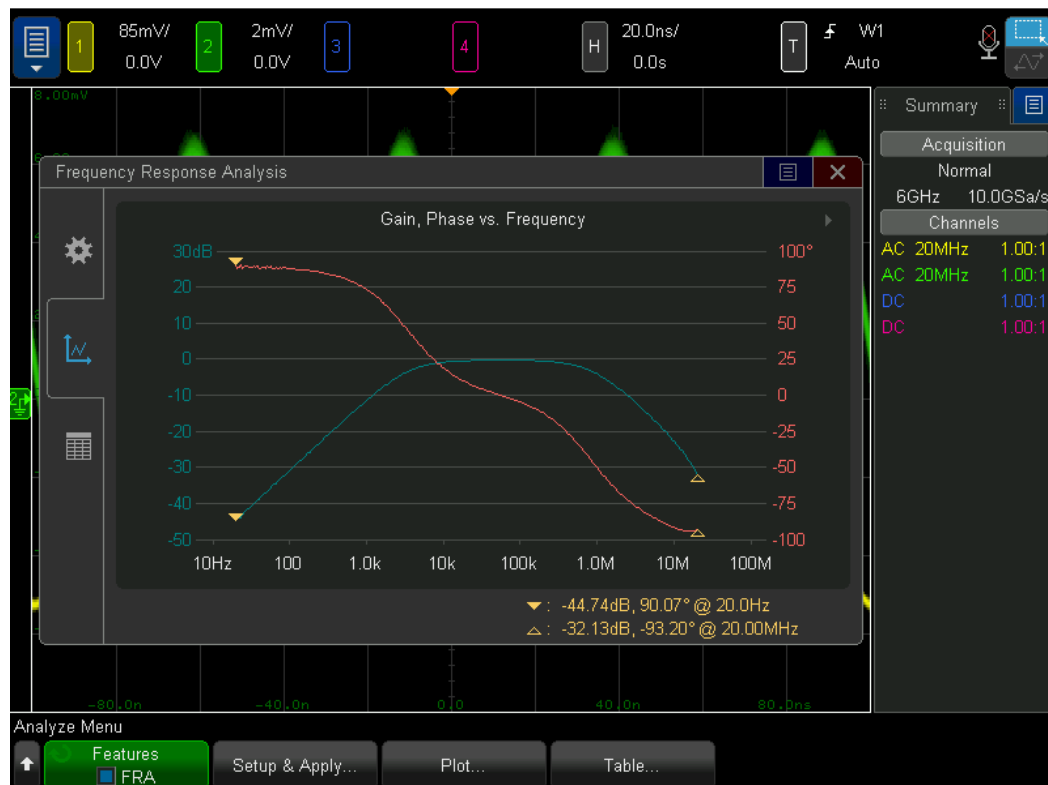 1 85mV/ 2 2mV/ 3 4 H 20.0ns/ T W1
0.0V 0.0V 0.0s Auto
8.00mV
Summary
Acquisition
Normal
6GHz 10.0GSa/s
Channels
AC 20MHz 1.00:1
AC 20MHz 1.00:1
DC 1.00:1
DC 1.00:1
Frequency Response Analysis
Gain, Phase vs. Frequency
30dB 100°
20 75
10 50
0 25
-10 0
-20 -25
-30 -50
-40 -75
-50 -100
10Hz 100 1.0k 10k 100k 1.0M 10M 100M
: -44.74dB, 90.07° @ 20.0Hz
: -32.13dB, -93.20° @ 20.00MHz
2
-80.0n -40.0n 0.0 40.0n 80.0ns
Analyze Menu
Features
FRA
Setup & Apply...
Plot...
Table...